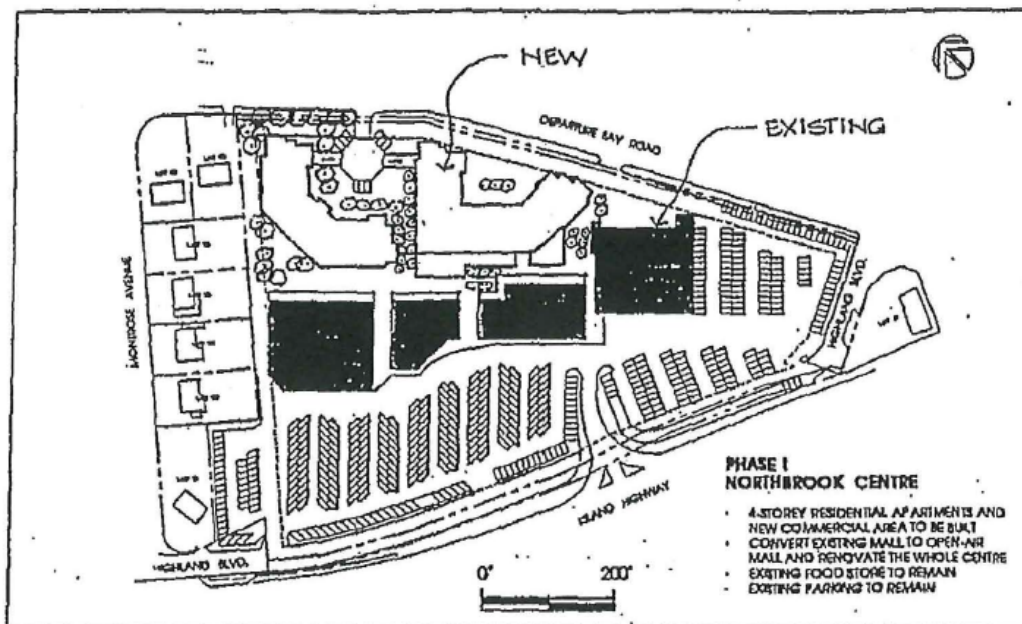 NEW
EXISTING
DEPARTURE BAY ROAD
MONTROSE AVENUE
HIGHLAND BLVD.
ISLAND HIGHWAY
HIGHLAND BLVD.
0'
200'
PHASE I
NORTHBROOK CENTRE
· 4-STOREY RESIDENTIAL APARTMENTS AND
NEW COMMERCIAL AREA TO BE BUILT
· CONVERT EXISTING MALL TO OPEN-AIR
MALL AND RENOVATE THE WHOLE CENTRE
· EXISTING FOOD STORE TO REMAIN
· EXISTING PARKING TO REMAIN